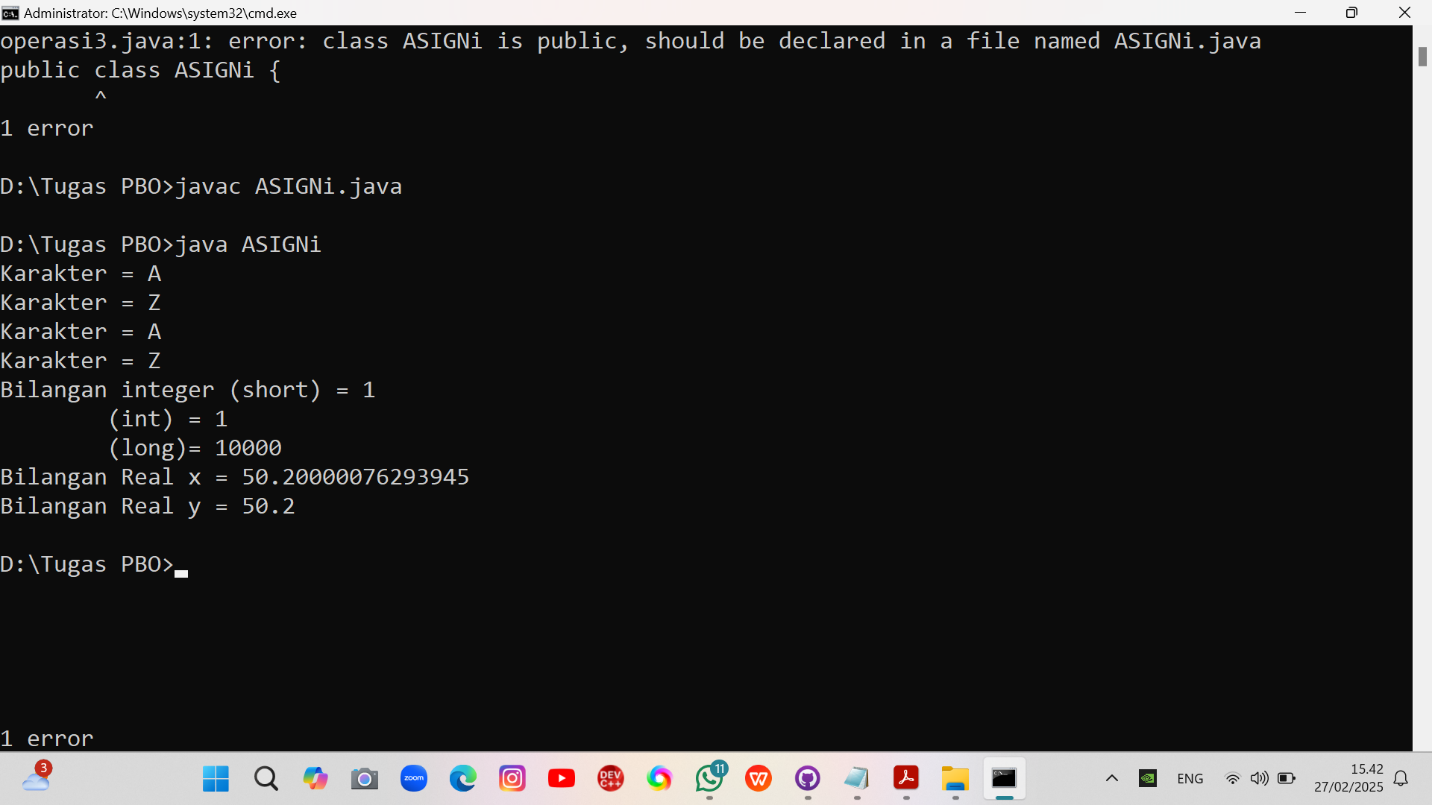 Administrator: C:\Windows\system32\cmd.exe
operasi3.java:1: error: class ASIGNi is public, should be declared in a file named ASIGNi.java
public class ASIGNi {
       ^
1 error
D:\Tugas PBO>javac ASIGNi.java
D:\Tugas PBO>java ASIGNi
Karakter = A
Karakter = Z
Karakter = A
Karakter = Z
Bilangan integer (short) = 1
        (int) = 1
        (long)= 10000
Bilangan Real x = 50.20000076293945
Bilangan Real y = 50.2
D:\Tugas PBO>
1 error
3
zoom
DEV C++
11
W
ENG
15.42
27/02/2025